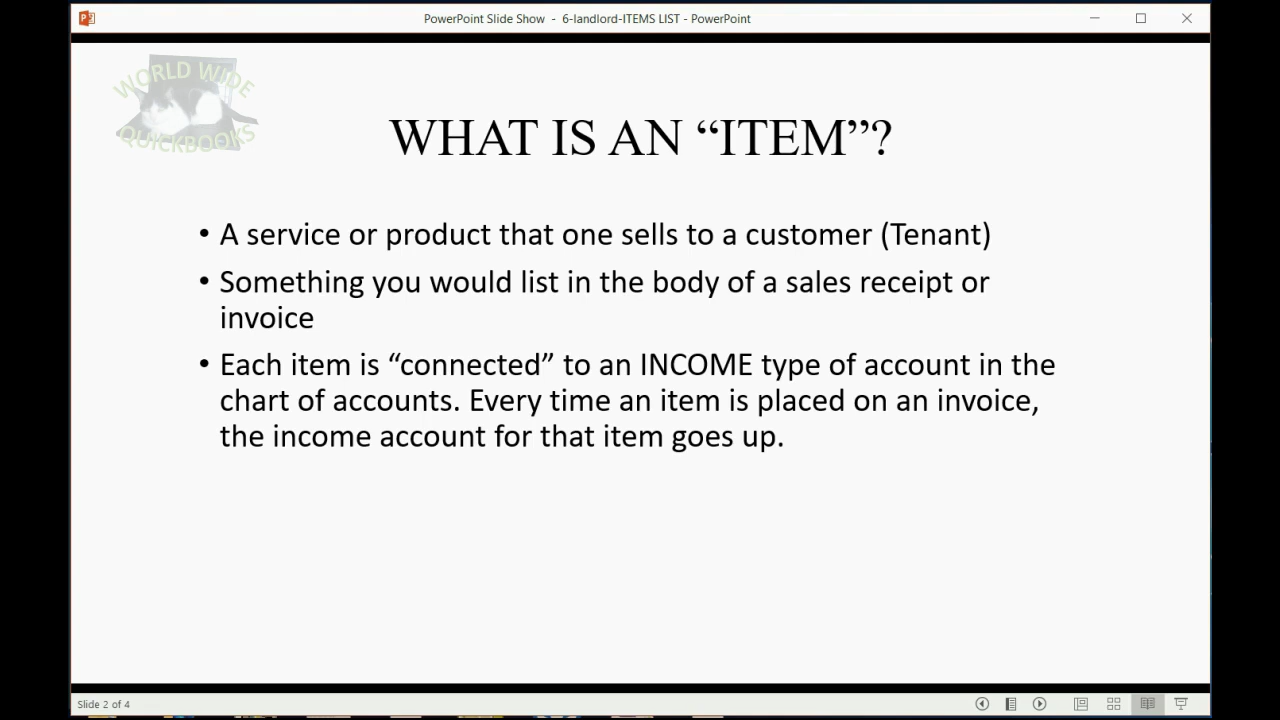 PowerPoint Slide Show - 6-landlord-ITEMS LIST - PowerPoint
WORLD WIDE
QUICKBOOKS
WHAT IS AN “ITEM”?
• A service or product that one sells to a customer (Tenant)
• Something you would list in the body of a sales receipt or
invoice
• Each item is “connected” to an INCOME type of account in the
chart of accounts. Every time an item is placed on an invoice,
the income account for that item goes up.
Slide 2 of 4